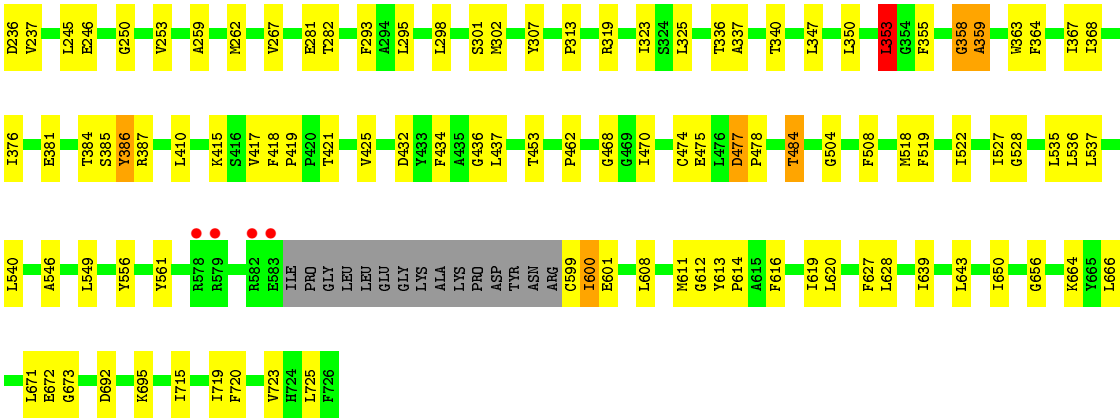 D236 V237 L245 E246 G250 V253 A259 M262 V267 E281 T282 F293 A294 L295 L298 S301 M302 Y307 P313 R319 I323 S324 L325 T336 A337 T340 L347 L350 L353 G354 F355 G358 A359 W363 F364 I367 I368
I376 E381 T384 S385 Y386 R387 L410 K415 S416 V417 F418 P419 P420 T421 V425 D432 Y433 F434 A435 G436 L437 T453 P462 G468 G469 I470 C474 E475 L476 D477 P478 T484 G504 F508 M518 F519 I522 I527 G528 L535 L536 L537
L540 A546 L549 Y556 Y561 R578 R579 R582 E583 ILE PRO GLY LEU LEU GLU GLY LYS ALA LYS PRO ASP TYR ASN ARG C599 I600 E601 L608 M611 G612 Y613 P614 A615 F616 I619 L620 F627 L628 I639 L643 I650 G656 K664 Y665 L666
L671 E672 G673 D692 K695 I715 I719 F720 V723 H724 L725 F726